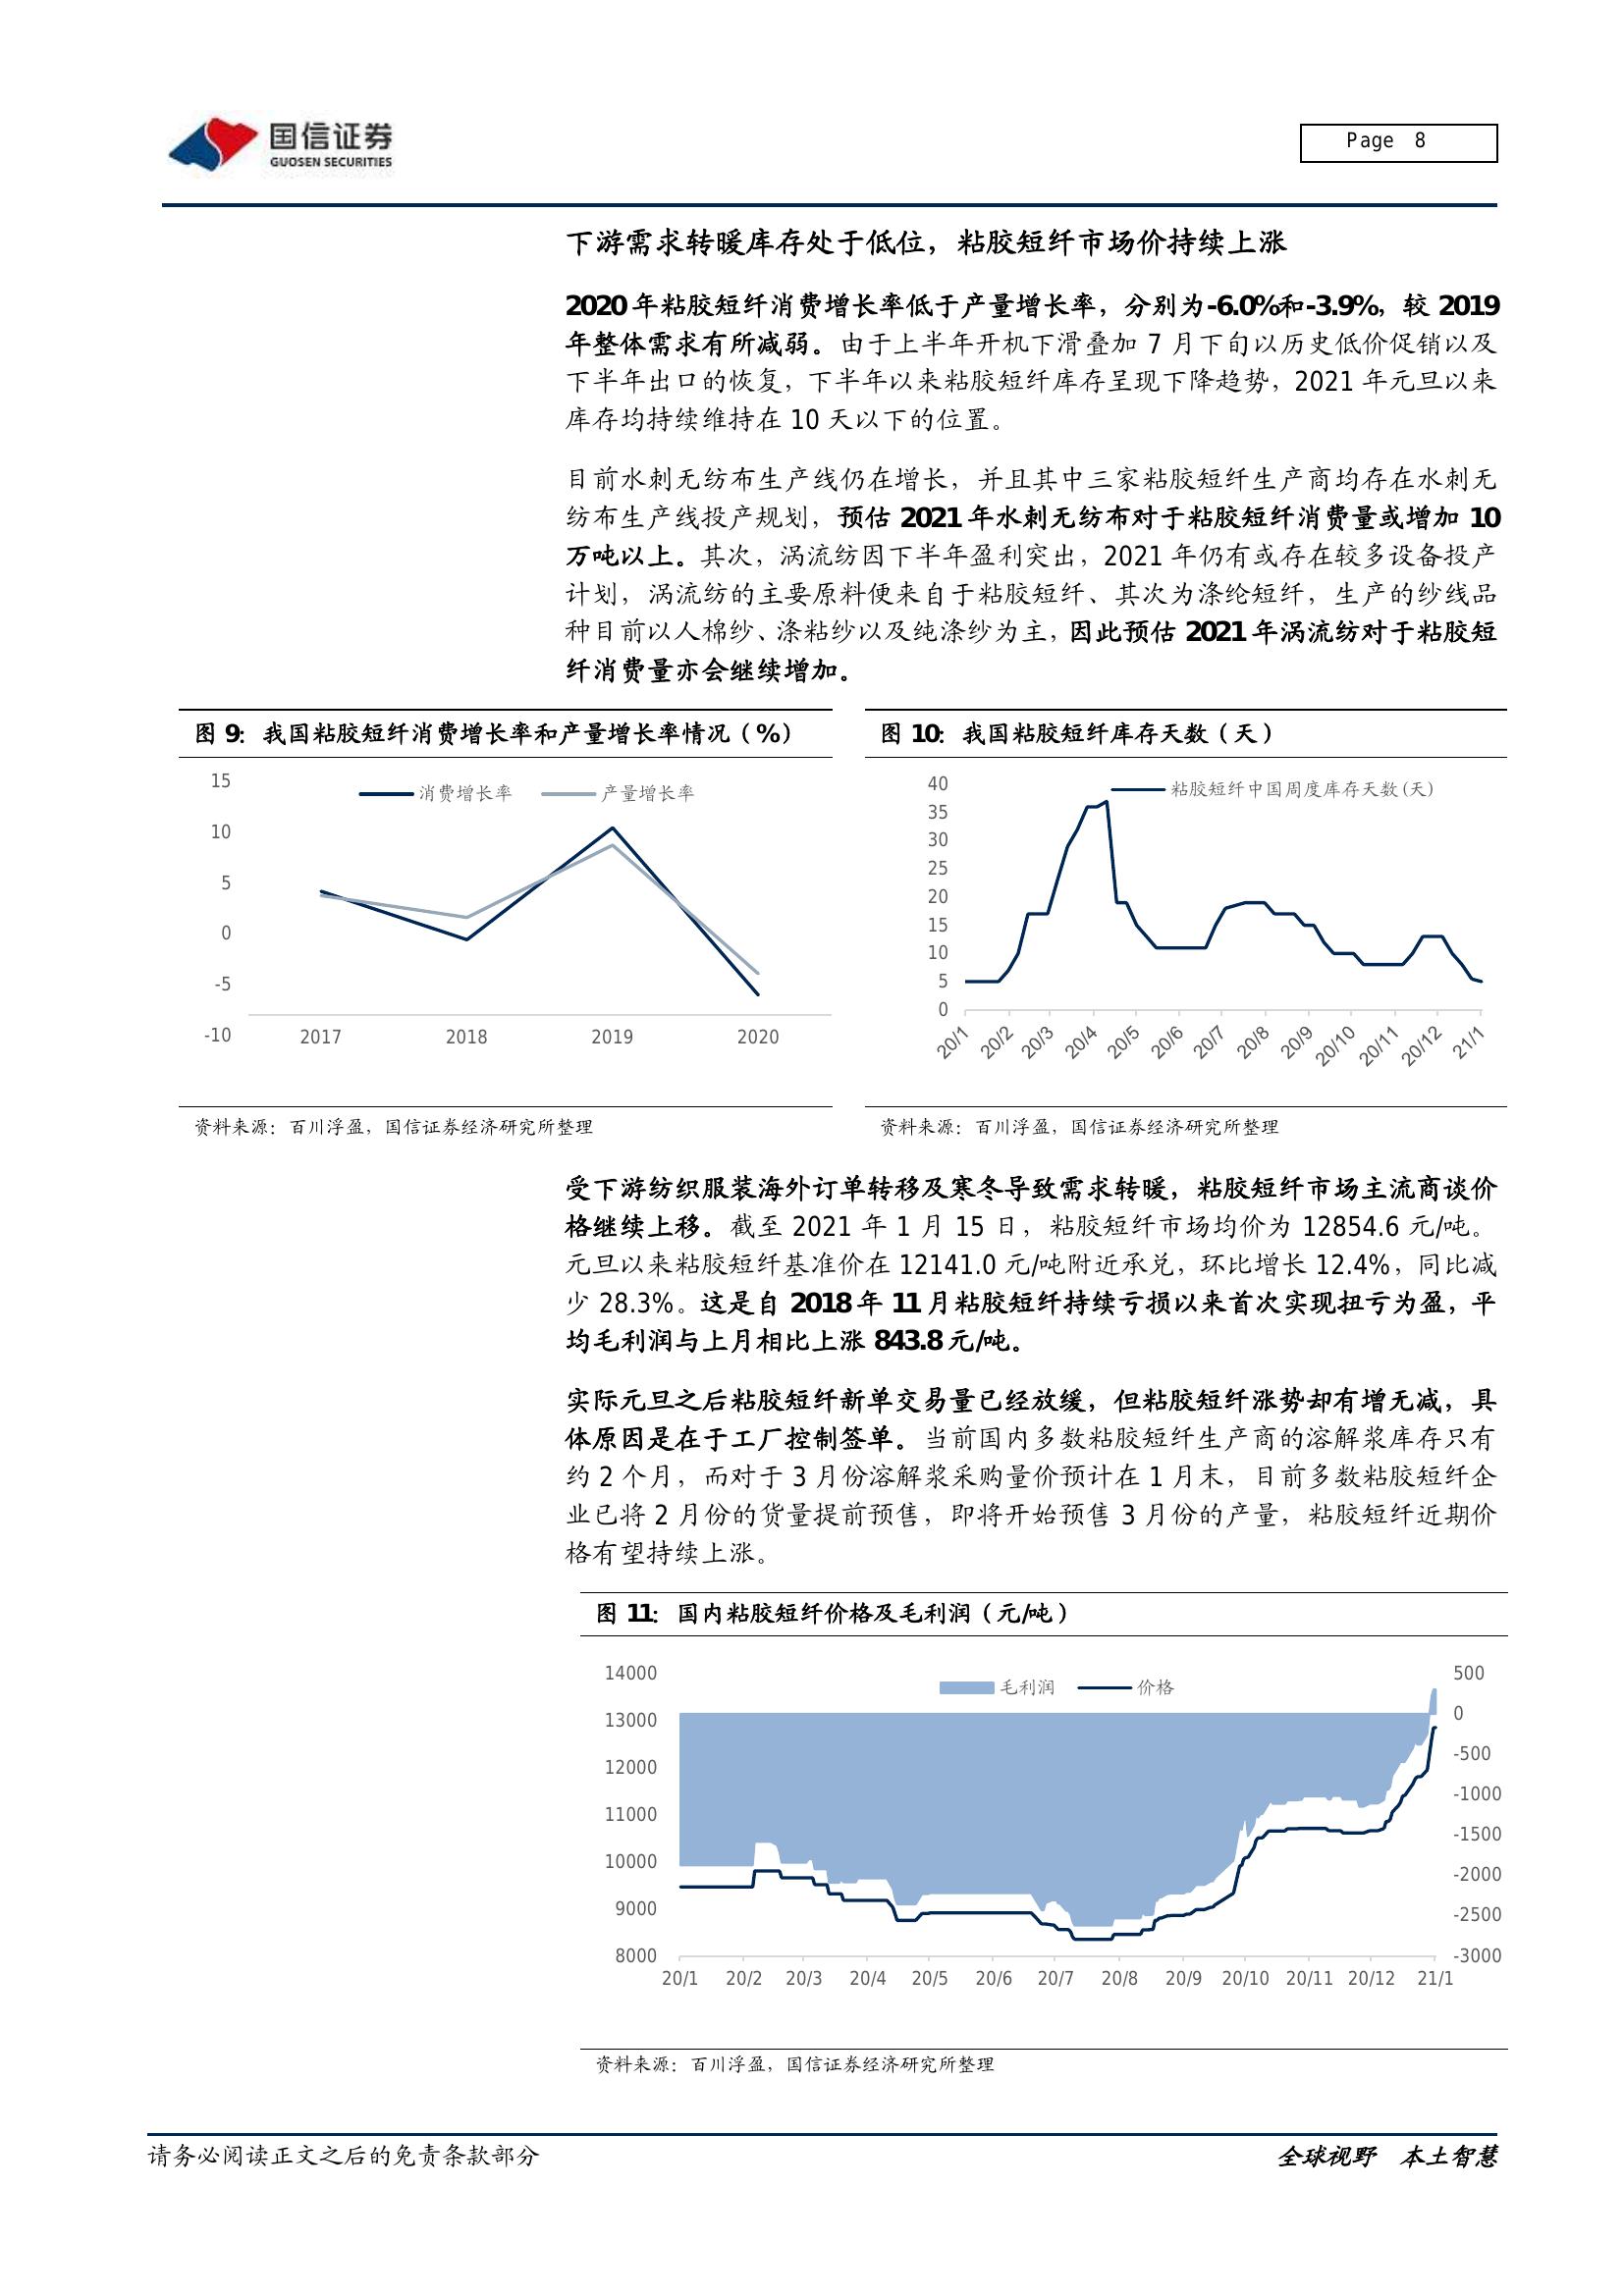 国信证券
GUOSEN SECURITIES
Page 8
下游需求转暖库存处于低位，粘胶短纤市场价持续上涨
2020 年粘胶短纤消费增长率低于产量增长率，分别为-6.0%和-3.9%，较 2019
年整体需求有所减弱。由于上半年开机下滑叠加 7 月下旬以历史低价促销以及
下半年出口的恢复，下半年以来粘胶短纤库存呈现下降趋势，2021 年元旦以来
库存均持续维持在 10 天以下的位置。
目前水刺无纺布生产线仍在增长，并且其中三家粘胶短纤生产商均存在水刺无
纺布生产线投产规划，预估 2021 年水刺无纺布对于粘胶短纤消费量或增加 10
万吨以上。其次，涡流纺因下半年盈利突出，2021 年仍有或存在较多设备投产
计划，涡流纺的主要原料便来自于粘胶短纤、其次为涤纶短纤，生产的纱线品
种目前以人棉纱、涤粘纱以及纯涤纱为主，因此预估 2021 年涡流纺对于粘胶短
纤消费量亦会继续增加。
图 9：我国粘胶短纤消费增长率和产量增长率情况（%）
消费增长率 产量增长率
15
10
5
0
-5
-10
2017 2018 2019 2020
资料来源：百川浮盈，国信证券经济研究所整理
图 10：我国粘胶短纤库存天数（天）
粘胶短纤中国周度库存天数(天)
40
35
30
25
20
15
10
5
0
20/1 20/2 20/3 20/4 20/5 20/6 20/7 20/8 20/9 20/10 20/11 20/12 21/1
资料来源：百川浮盈，国信证券经济研究所整理
受下游纺织服装海外订单转移及寒冬导致需求转暖，粘胶短纤市场主流商谈价
格继续上移。截至 2021 年 1 月 15 日，粘胶短纤市场均价为 12854.6 元/吨。
元旦以来粘胶短纤基准价在 12141.0 元/吨附近承兑，环比增长 12.4%，同比减
少 28.3%。这是自 2018 年 11 月粘胶短纤持续亏损以来首次实现扭亏为盈，平
均毛利润与上月相比上涨 843.8 元/吨。
实际元旦之后粘胶短纤新单交易量已经放缓，但粘胶短纤涨势却有增无减，具
体原因是在于工厂控制签单。当前国内多数粘胶短纤生产商的溶解浆库存只有
约 2 个月，而对于 3 月份溶解浆采购量价预计在 1 月末，目前多数粘胶短纤企
业已将 2 月份的货量提前预售，即将开始预售 3 月份的产量，粘胶短纤近期价
格有望持续上涨。
图 11：国内粘胶短纤价格及毛利润（元/吨）
毛利润 价格
14000
13000
12000
11000
10000
9000
8000
500
0
-500
-1000
-1500
-2000
-2500
-3000
20/1 20/2 20/3 20/4 20/5 20/6 20/7 20/8 20/9 20/10 20/11 20/12 21/1
资料来源：百川浮盈，国信证券经济研究所整理
请务必阅读正文之后的免责条款部分
全球视野 本土智慧